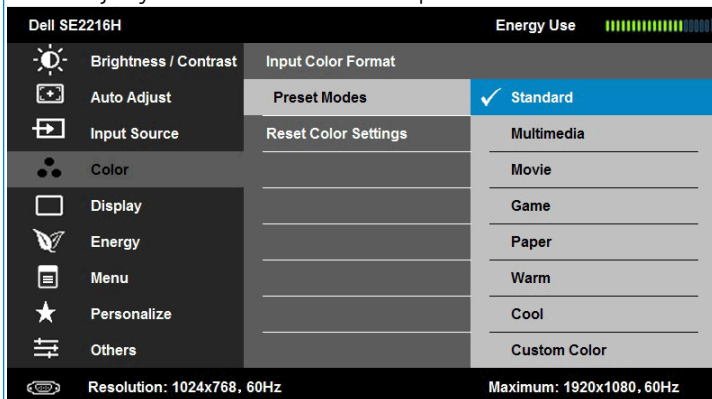 Dell SE2216H Energy Use
Brightness / Contrast Input Color Format
Auto Adjust Preset Modes Standard
Input Source Reset Color Settings Multimedia
Color Movie
Display Game
Energy Paper
Menu Warm
Personalize Cool
Others Custom Color
Resolution: 1024x768, 60Hz Maximum: 1920x1080, 60Hz